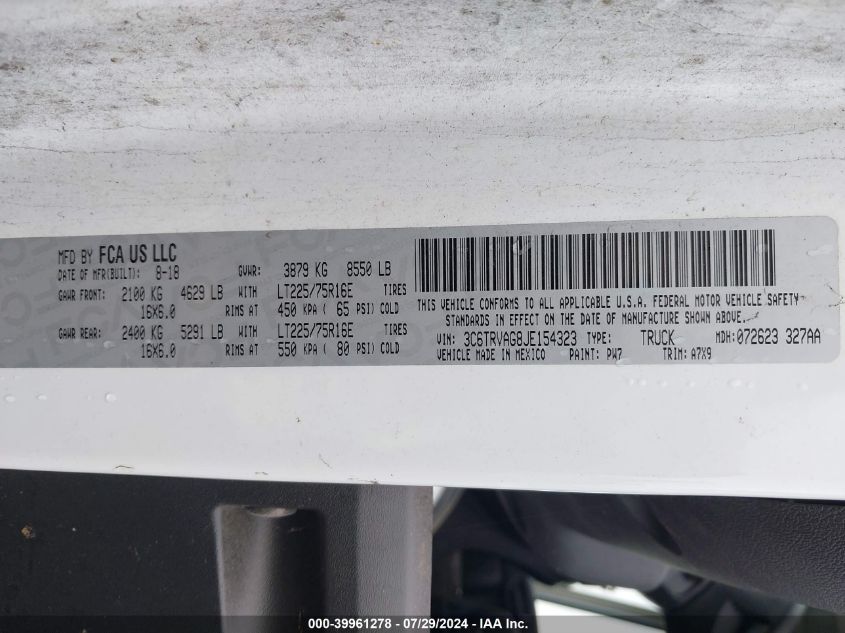 MFD BY FCA US LLC
DATE OF MFR(BUILT): 8-18 GVWR: 3879 KG 8550 LB
GAWR FRONT: 2100 KG 4629 LB WITH LT225/75R16E TIRES
16X6.0 RIMS AT 450 KPA ( 65 PSI) COLD
GAWR REAR: 2400 KG 5291 LB WITH LT225/75R16E TIRES
16X6.0 RIMS AT 550 KPA ( 80 PSI) COLD
THIS VEHICLE CONFORMS TO ALL APPLICABLE U.S.A. FEDERAL MOTOR VEHICLE SAFETY
STANDARDS IN EFFECT ON THE DATE OF MANUFACTURE SHOWN ABOVE.
VIN: 3C6TRVAG8JE154323 TYPE: TRUCK MDH: 072623 327AA
VEHICLE MADE IN MEXICO PAINT: PW7 TRIM: A7X9
000-39961278 - 07/29/2024 - IAA Inc.